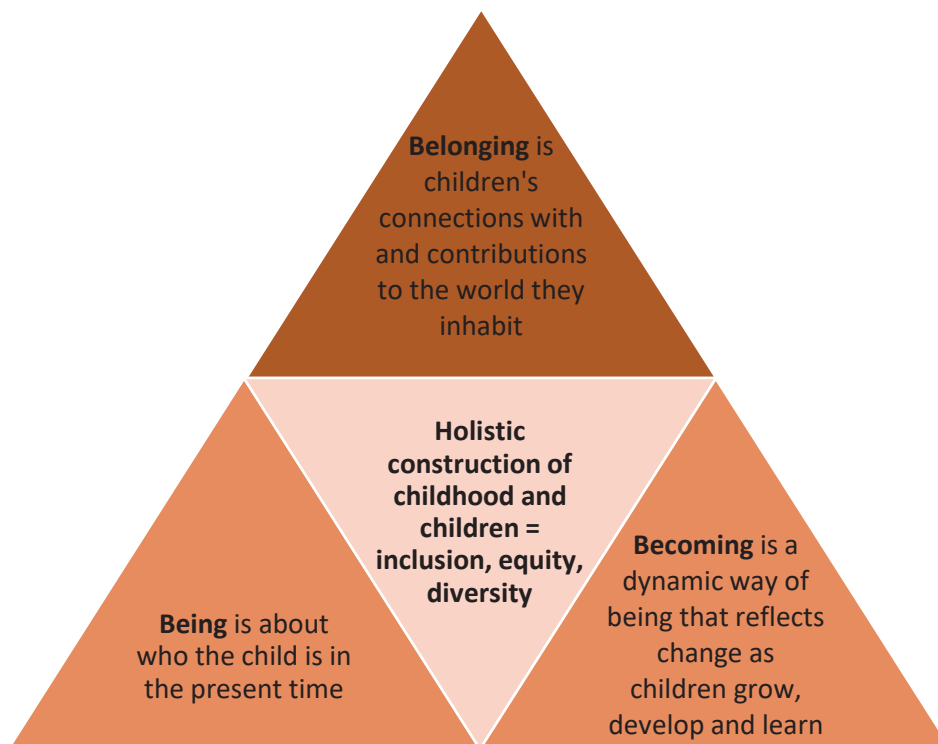 Belonging is
children's
connections with
and contributions
to the world they
inhabit
Holistic
construction of
childhood and
children =
inclusion, equity,
diversity
Being is about
who the child is in
the present time
Becoming is a
dynamic way of
being that reflects
change as
children grow,
develop and learn